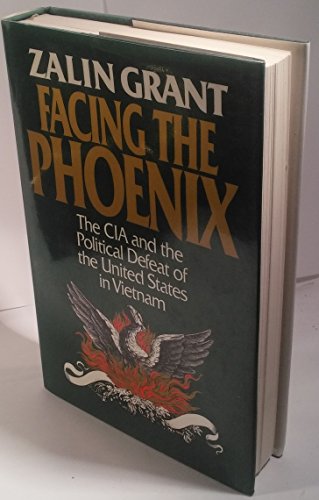 ZALIN GRANT
FACING THE
PHOENIX
The CIA and the
Political Defeat of
the United States
in Vietnam